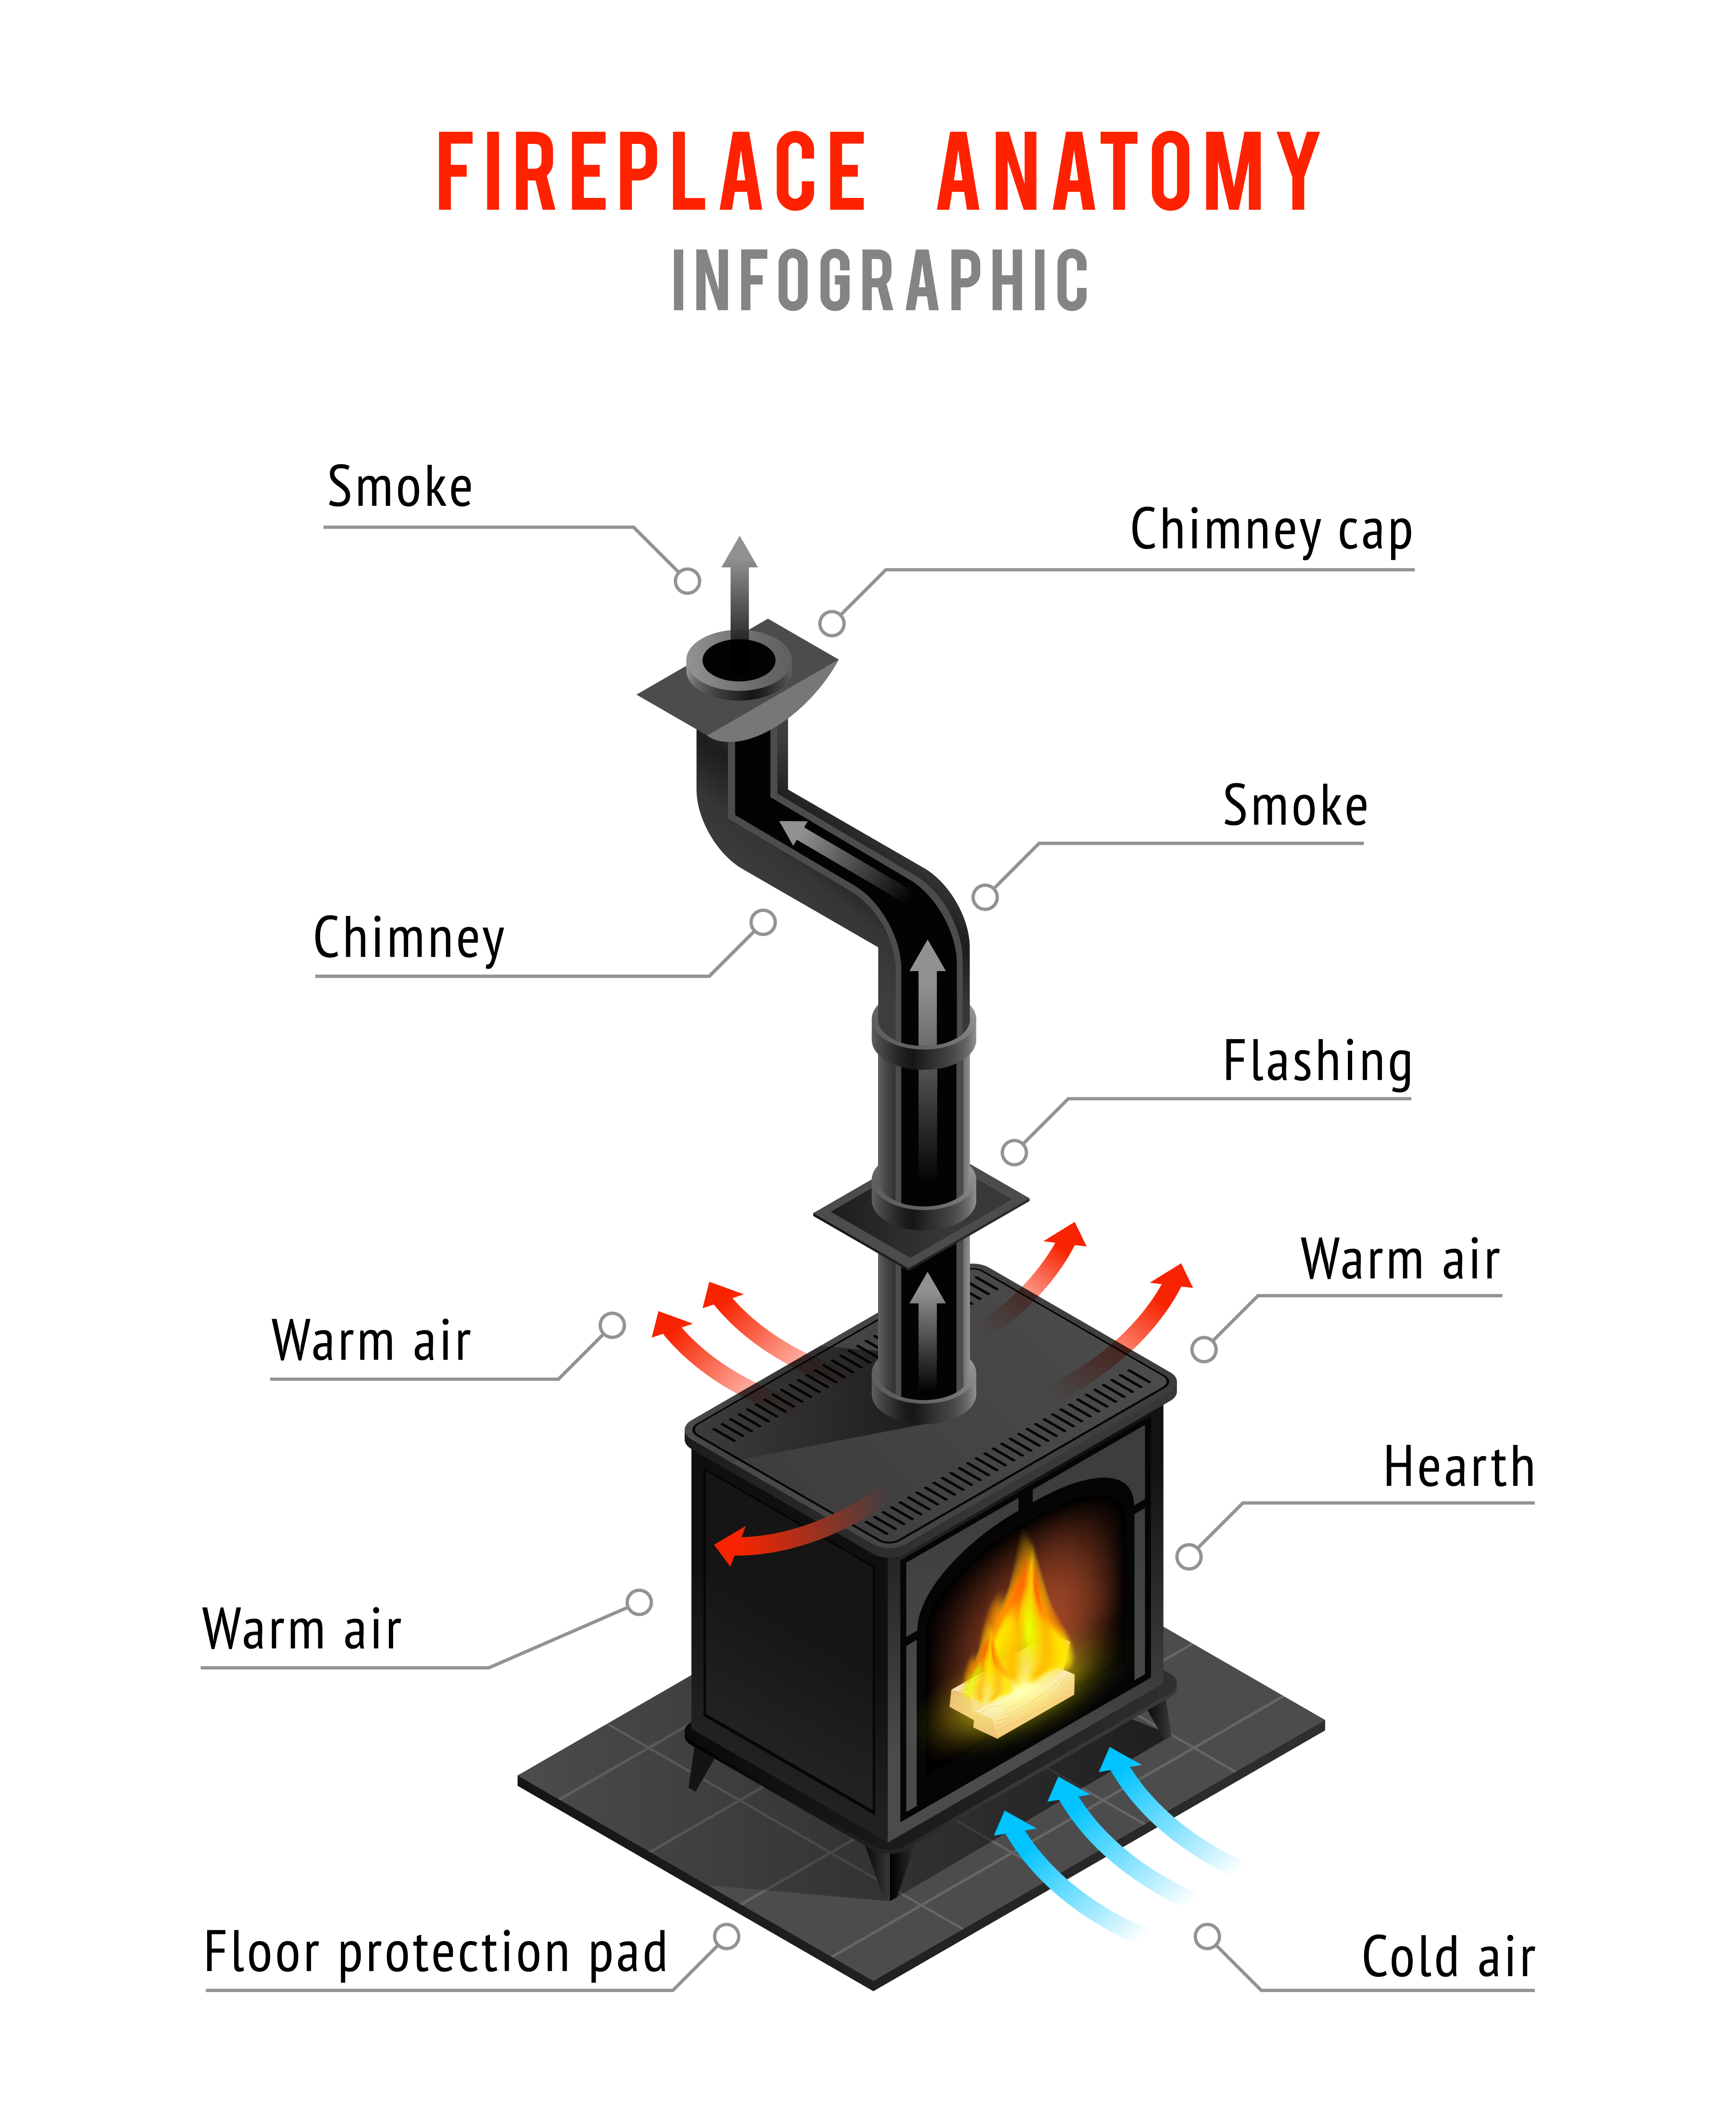 FIREPLACE ANATOMY
INFOGRAPHIC
Smoke
Chimney cap
Smoke
Chimney
Flashing
Warm air
Warm air
Hearth
Warm air
Floor protection pad
Cold air